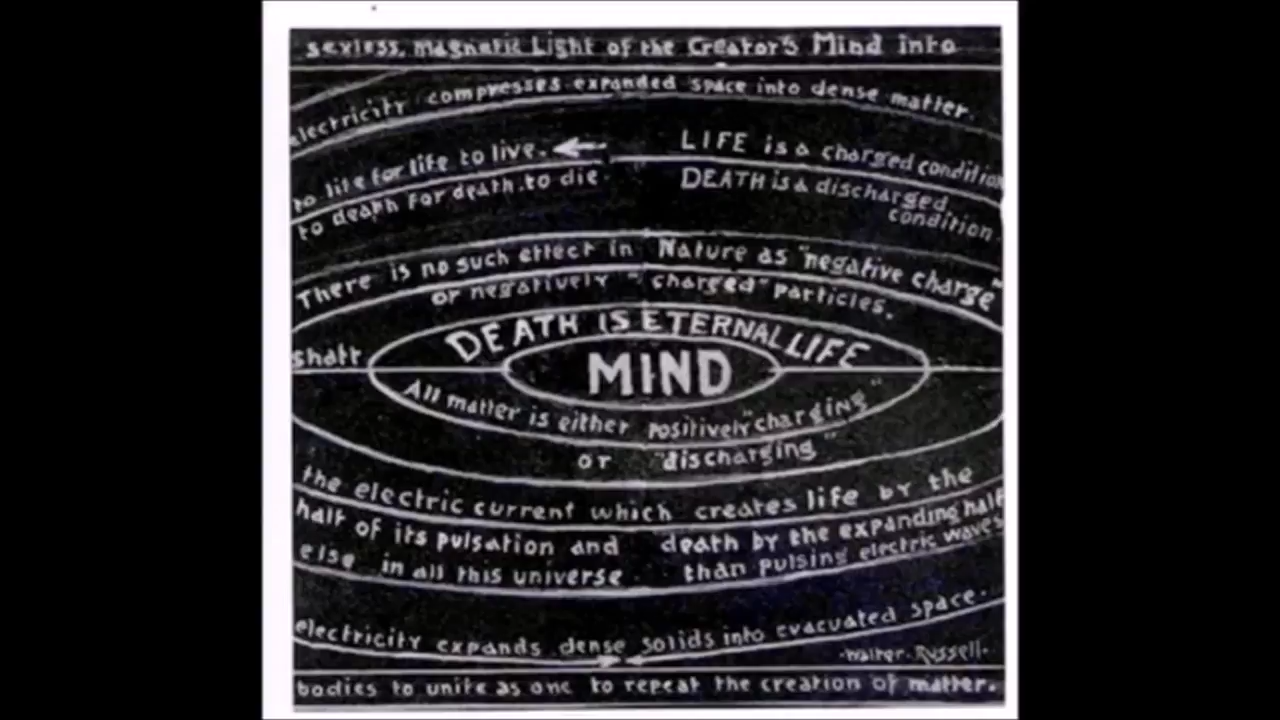 sexless, magnetic Light of the Creator's Mind into
electricity compresses expanded space into dense matter.
to life for life to live. LIFE is a charged condition
to death for death to die. DEATH is a discharged
condition.
There is no such effect in Nature as "negative charge"
or negatively "charged" particles.
DEATH IS ETERNAL LIFE
shaft
MIND
All matter is either positively "charging"
or "discharging"
the electric current which creates life by the
half of its pulsation and death by the expanding half
else in all this universe than pulsing electric waves
electricity expands dense solids into evacuated space.
-Walter-Russell-
bodies to unite as one to repeat the creation of matter.